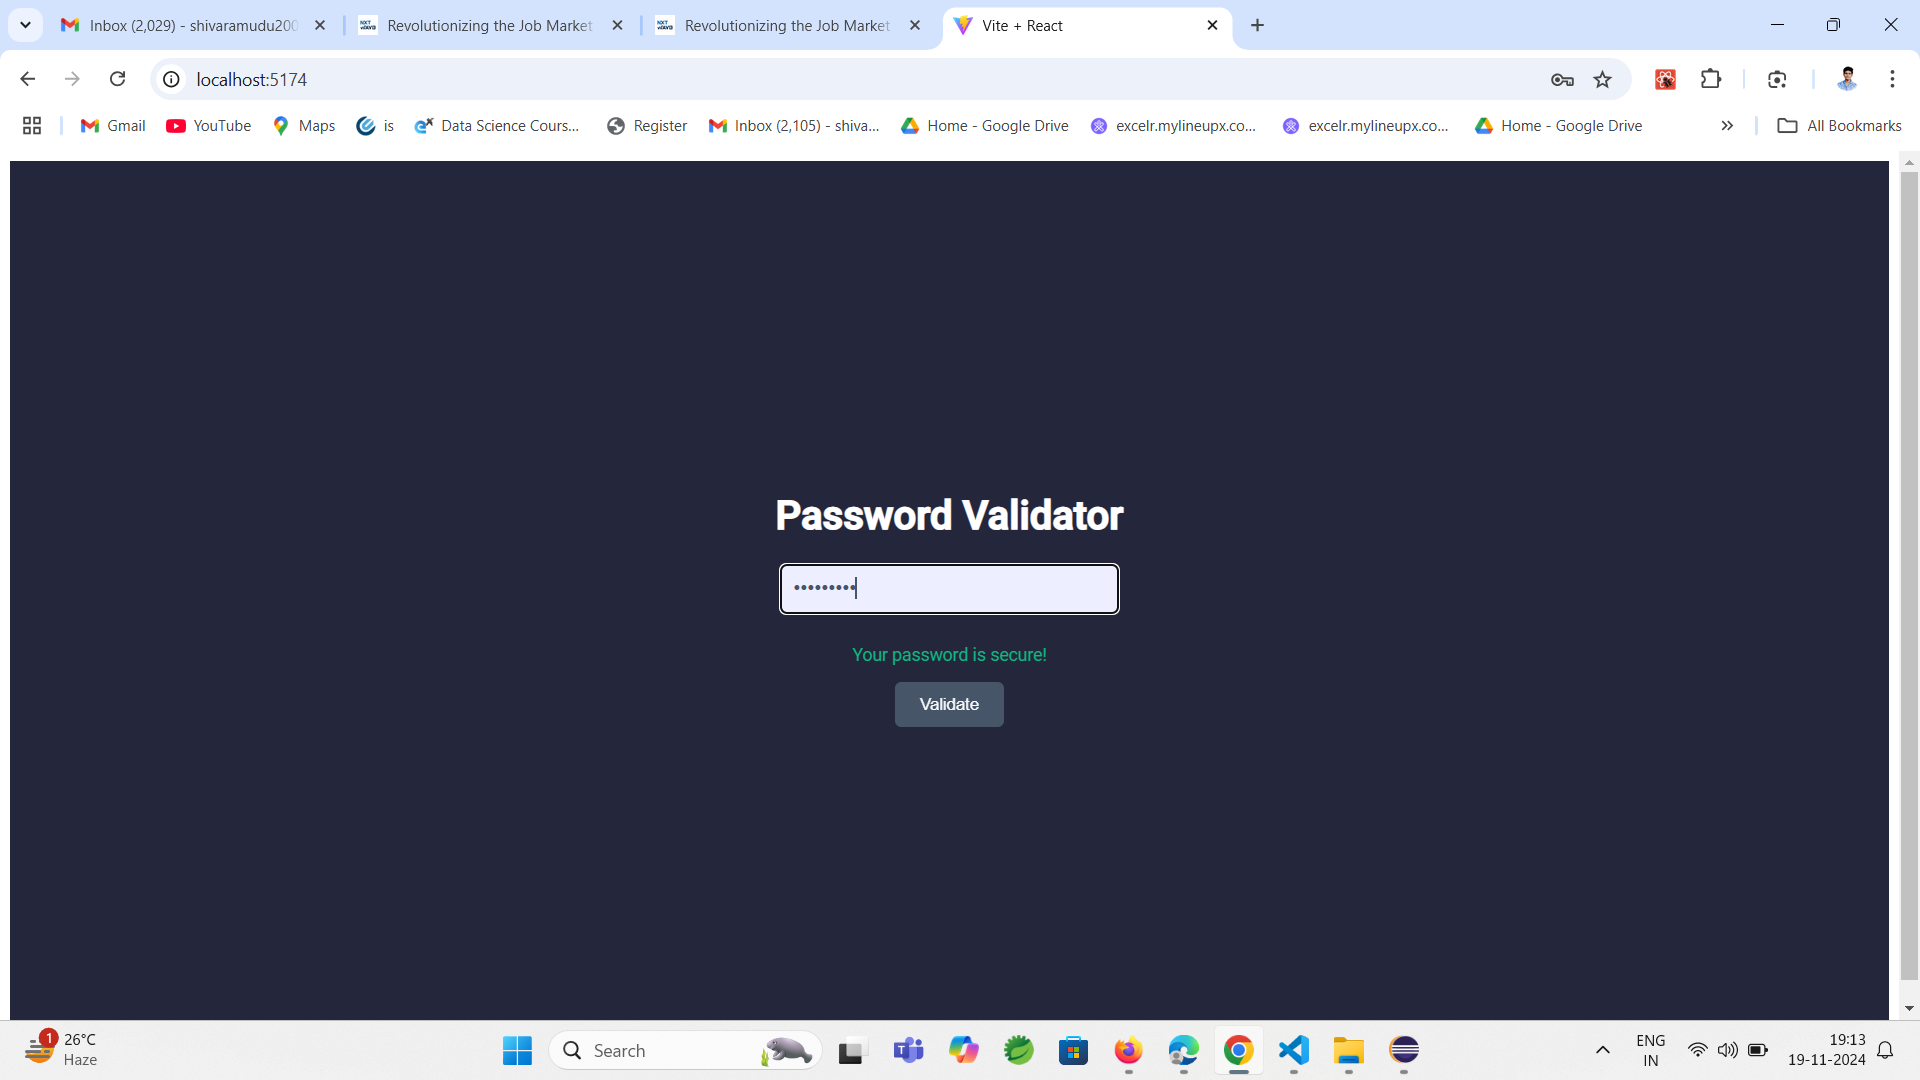 Inbox (2,029) - shivaramudu200
Revolutionizing the Job Market
Revolutionizing the Job Market
Vite + React
localhost:5174
Gmail
YouTube
Maps
is
Data Science Cours...
Register
Inbox (2,105) - shiva...
Home - Google Drive
excelr.mylineupx.co...
excelr.mylineupx.co...
Home - Google Drive
All Bookmarks
Password Validator
•••••••••
Your password is secure!
Validate
1
26°C
Haze
Search
ENG
IN
19:13
19-11-2024